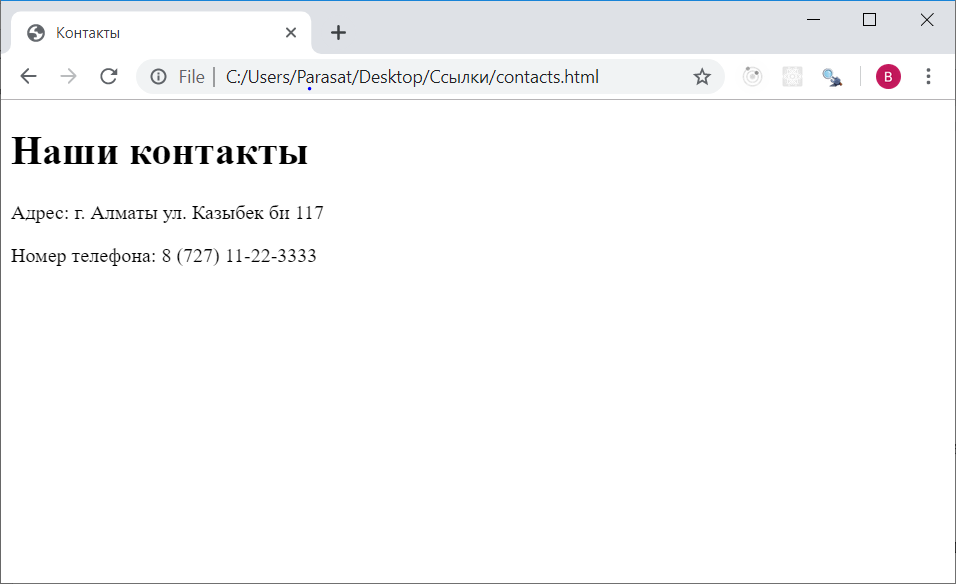 Контакты
File | C:/Users/Parasat/Desktop/Ссылки/contacts.html
B
Наши контакты
Адрес: г. Алматы ул. Казыбек би 117
Номер телефона: 8 (727) 11-22-3333